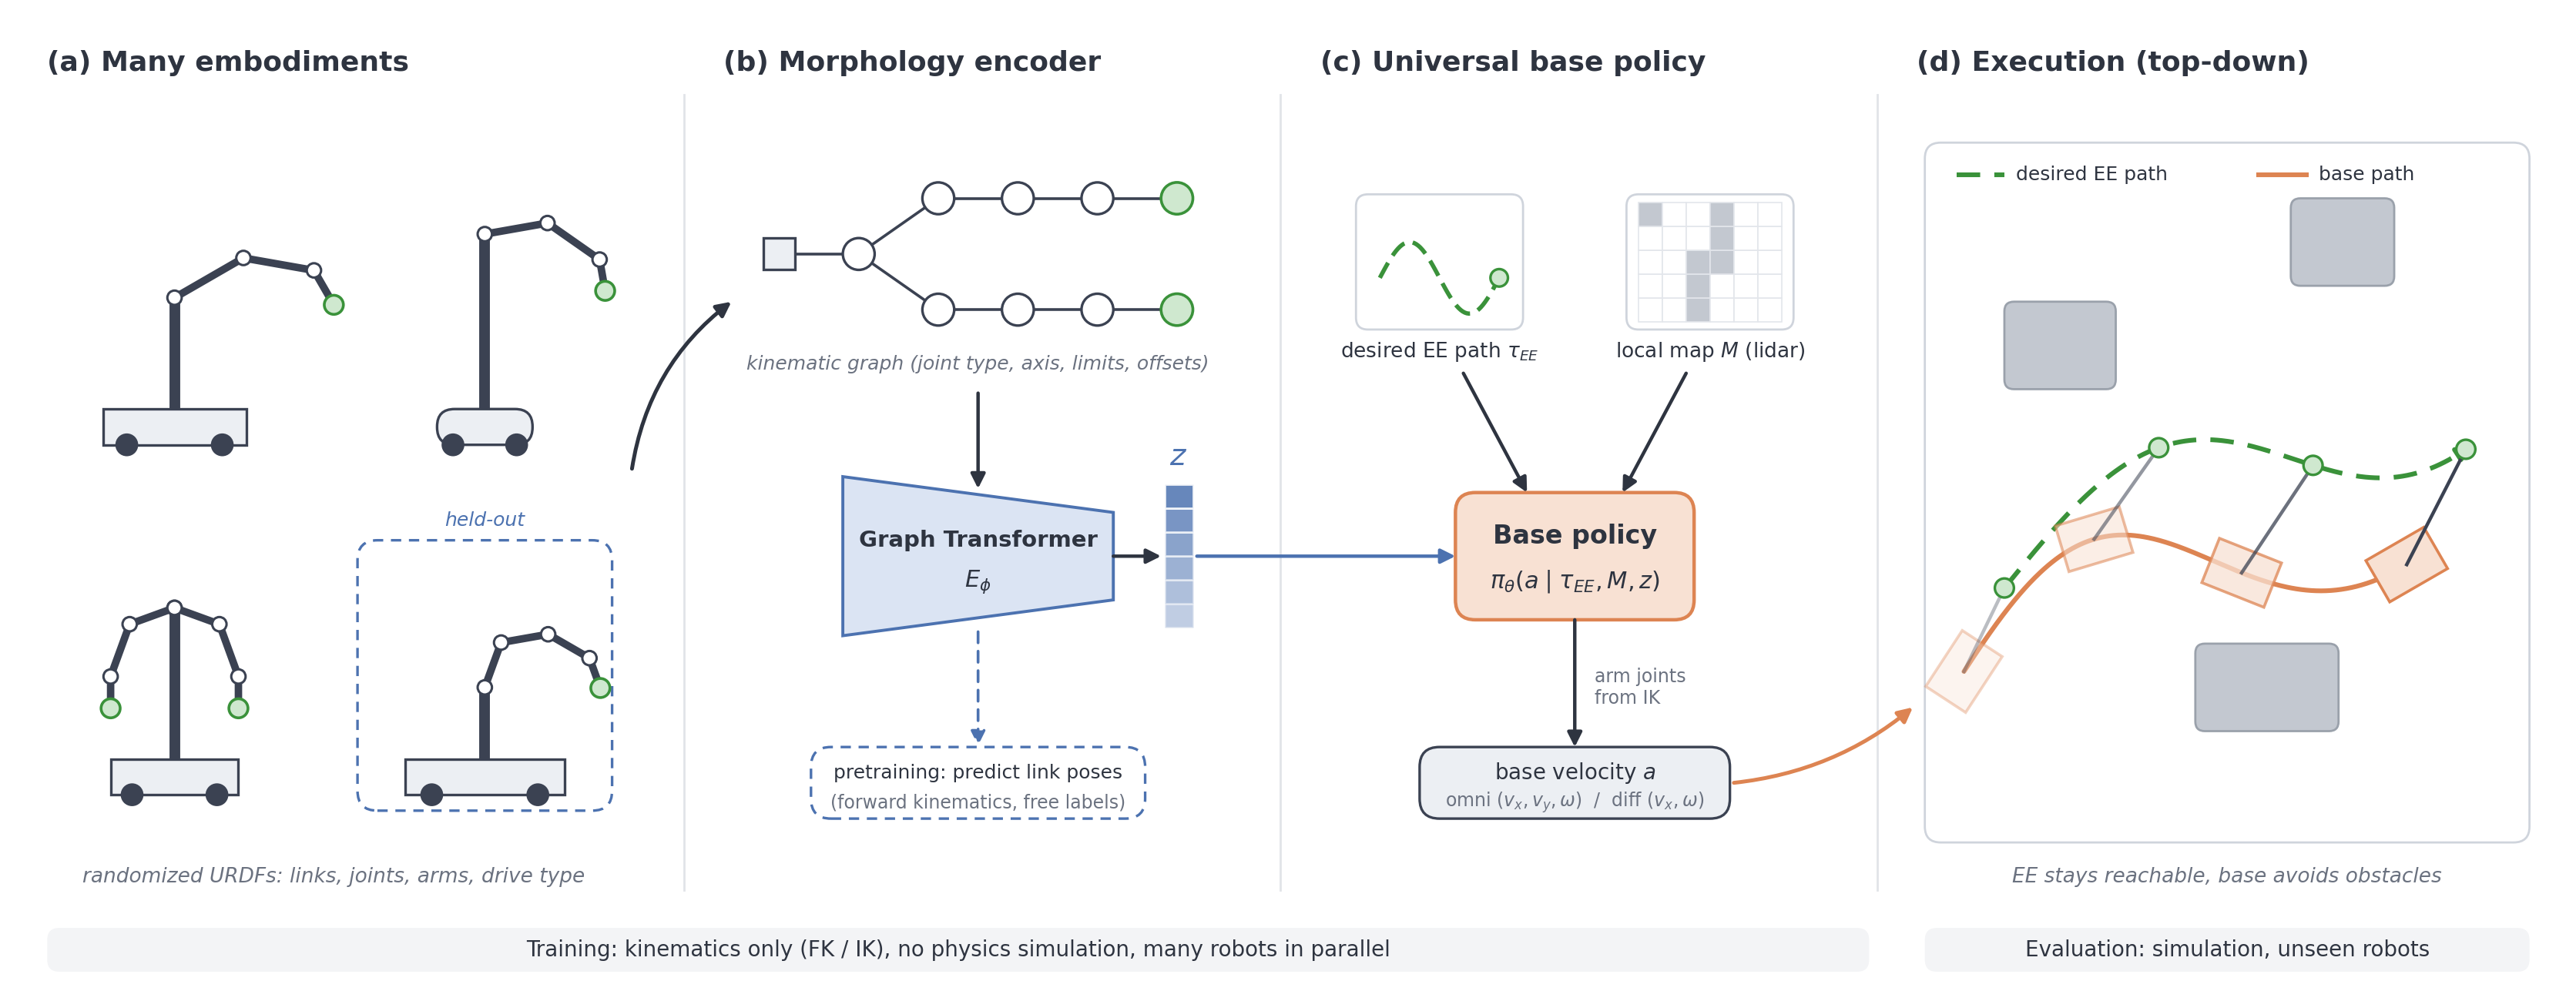 (a) Many embodiments
held-out
randomized URDFs: links, joints, arms, drive type
(b) Morphology encoder
kinematic graph (joint type, axis, limits, offsets)
z
Graph Transformer
E_ϕ
pretraining: predict link poses
(forward kinematics, free labels)
(c) Universal base policy
desired EE path τ_EE
local map M (lidar)
Base policy
π_θ(a | τ_EE, M, z)
arm joints
from IK
base velocity a
omni (v_x, v_y, ω) / diff (v_x, ω)
(d) Execution (top-down)
desired EE path
base path
EE stays reachable, base avoids obstacles
Training: kinematics only (FK / IK), no physics simulation, many robots in parallel
Evaluation: simulation, unseen robots